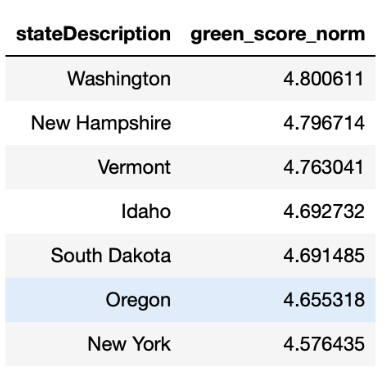 stateDescription green_score_norm
Washington 4.800611
New Hampshire 4.796714
Vermont 4.763041
Idaho 4.692732
South Dakota 4.691485
Oregon 4.655318
New York 4.576435